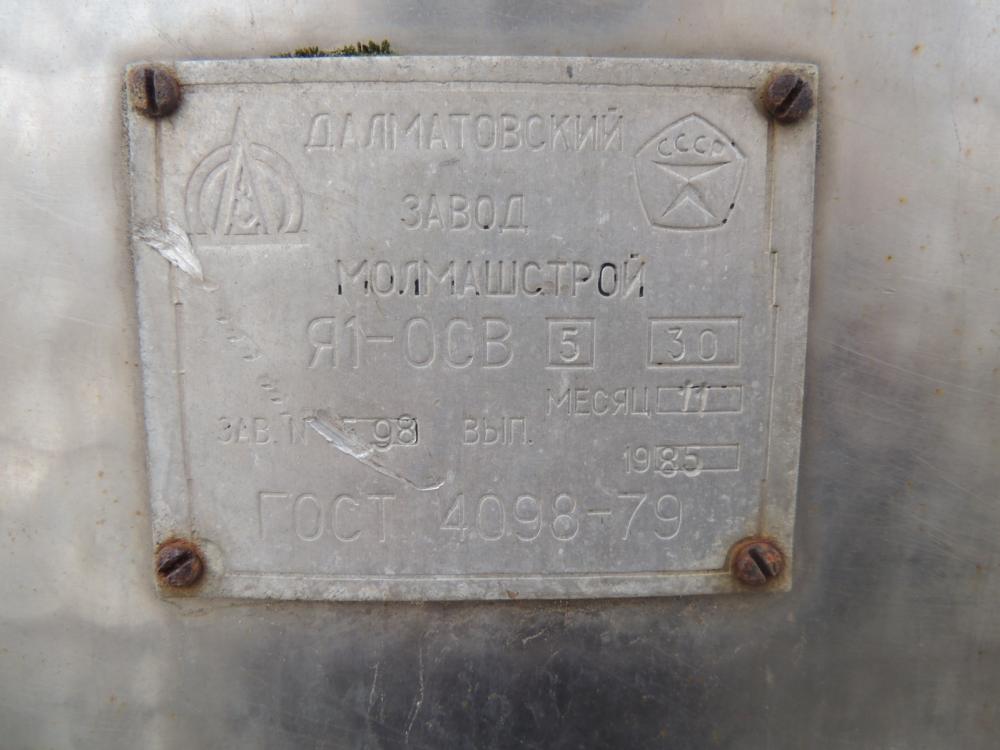 ДАЛМАТОВСКИЙ
СССР
ЗАВОД
МОЛМАШСТРОЙ
Я1-ОСВ 5 30
МЕСЯЦ 11
ЗАВ. № 98 ВЫП.
1985
ГОСТ 4098-79